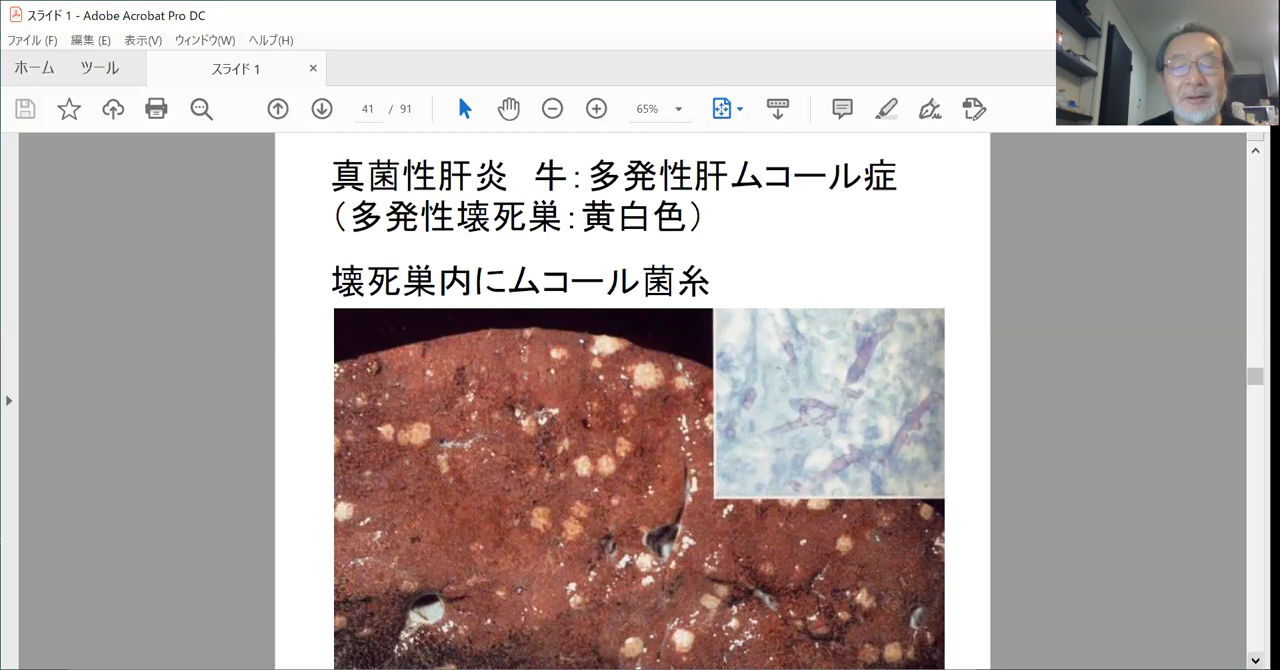 スライド 1 - Adobe Acrobat Pro DC
ファイル (F) 編集 (E) 表示(V) ウィンドウ(W) ヘルプ(H)
ホーム ツール スライド 1 ×
41 / 91 65%
真菌性肝炎 牛：多発性肝ムコール症
（多発性壊死巣：黄白色）
壊死巣内にムコール菌糸